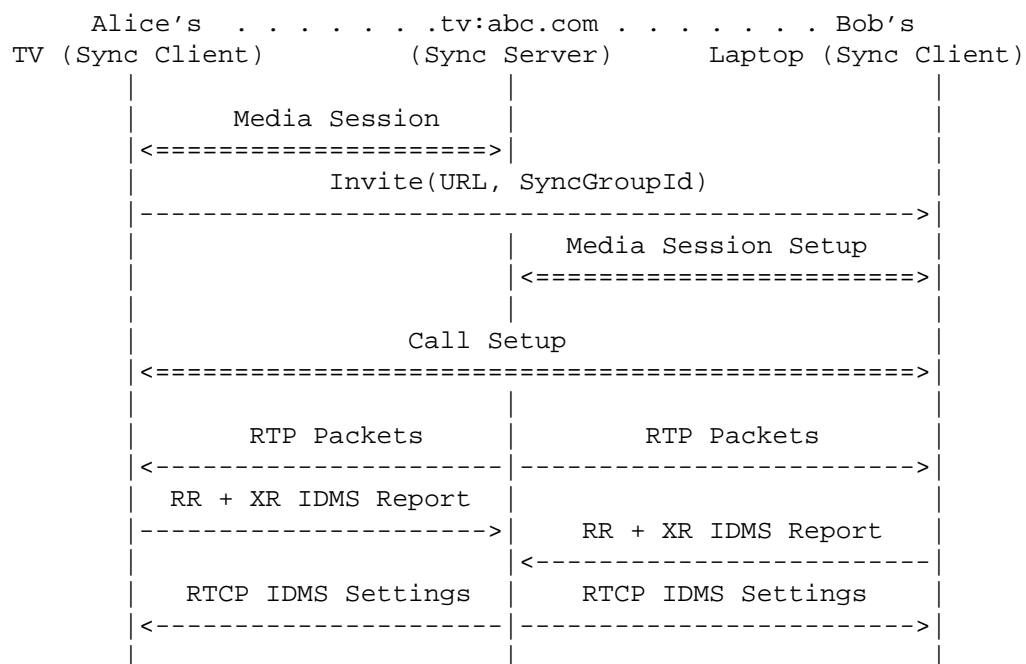 Alice's . . . . . . .tv:abc.com . . . . . . . Bob's
TV (Sync Client) (Sync Server) Laptop (Sync Client)
Media Session
Invite(URL, SyncGroupId)
Media Session Setup
Call Setup
RTP Packets RTP Packets
RR + XR IDMS Report
RR + XR IDMS Report
RTCP IDMS Settings RTCP IDMS Settings